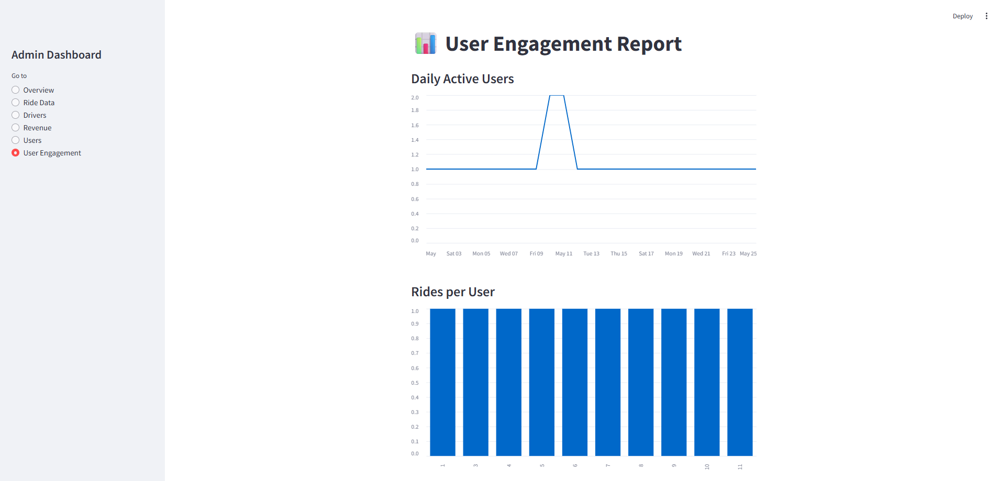 Deploy
Admin Dashboard
Go to
Overview
Ride Data
Drivers
Revenue
Users
User Engagement
User Engagement Report
Daily Active Users
2.0
1.8
1.6
1.4
1.2
1.0
0.8
0.6
0.4
0.2
0.0
May Sat 03 Mon 05 Wed 07 Fri 09 May 11 Tue 13 Thu 15 Sat 17 Mon 19 Wed 21 Fri 23 May 25
Rides per User
1.0
0.9
0.8
0.7
0.6
0.5
0.4
0.3
0.2
0.1
0.0
1 3 4 5 6 7 8 9 10 11